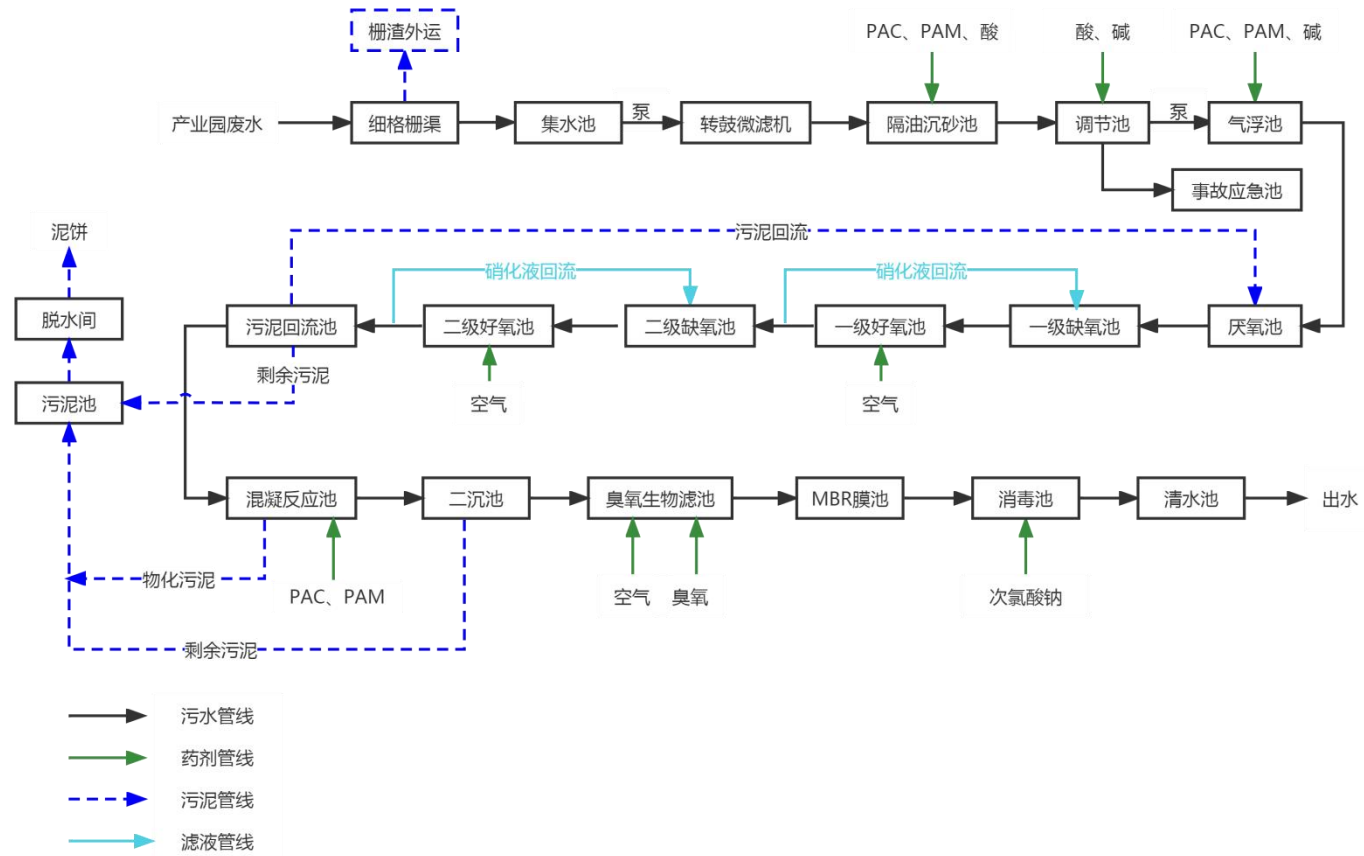 栅渣外运
PAC、PAM、酸
酸、碱
PAC、PAM、碱
产业园废水
细格栅渠
集水池
泵
转鼓微滤机
隔油沉砂池
调节池
泵
气浮池
事故应急池
泥饼
污泥回流
硝化液回流
硝化液回流
脱水间
污泥回流池
二级好氧池
二级缺氧池
一级好氧池
一级缺氧池
厌氧池
剩余污泥
污泥池
空气
空气
混凝反应池
二沉池
臭氧生物滤池
MBR膜池
消毒池
清水池
出水
物化污泥
PAC、PAM
空气
臭氧
次氯酸钠
剩余污泥
污水管线
药剂管线
污泥管线
滤液管线